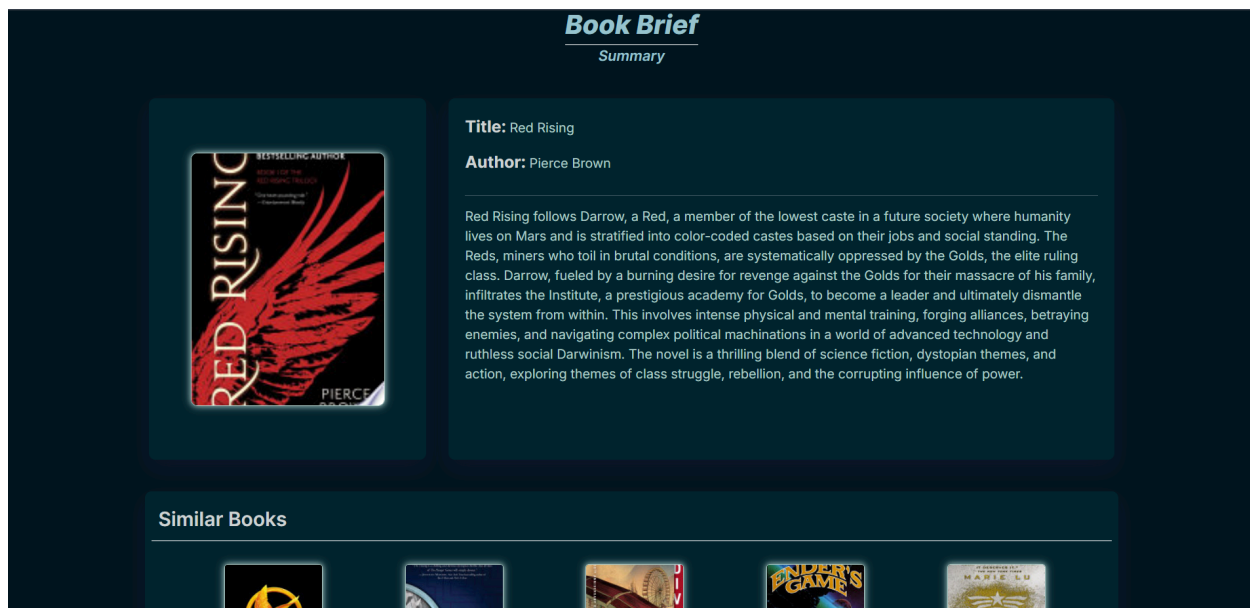 Book Brief
Summary
BESTSELLING AUTHOR
BOOK I OF THE
RED RISING TRILOGY
RED RISING
PIERCE
Title: Red Rising
Author: Pierce Brown
Red Rising follows Darrow, a Red, a member of the lowest caste in a future society where humanity
lives on Mars and is stratified into color-coded castes based on their jobs and social standing. The
Reds, miners who toil in brutal conditions, are systematically oppressed by the Golds, the elite ruling
class. Darrow, fueled by a burning desire for revenge against the Golds for their massacre of his family,
infiltrates the Institute, a prestigious academy for Golds, to become a leader and ultimately dismantle
the system from within. This involves intense physical and mental training, forging alliances, betraying
enemies, and navigating complex political machinations in a world of advanced technology and
ruthless social Darwinism. The novel is a thrilling blend of science fiction, dystopian themes, and
action, exploring themes of class struggle, rebellion, and the corrupting influence of power.
Similar Books
ENDER'S
GAME
MARIE LU